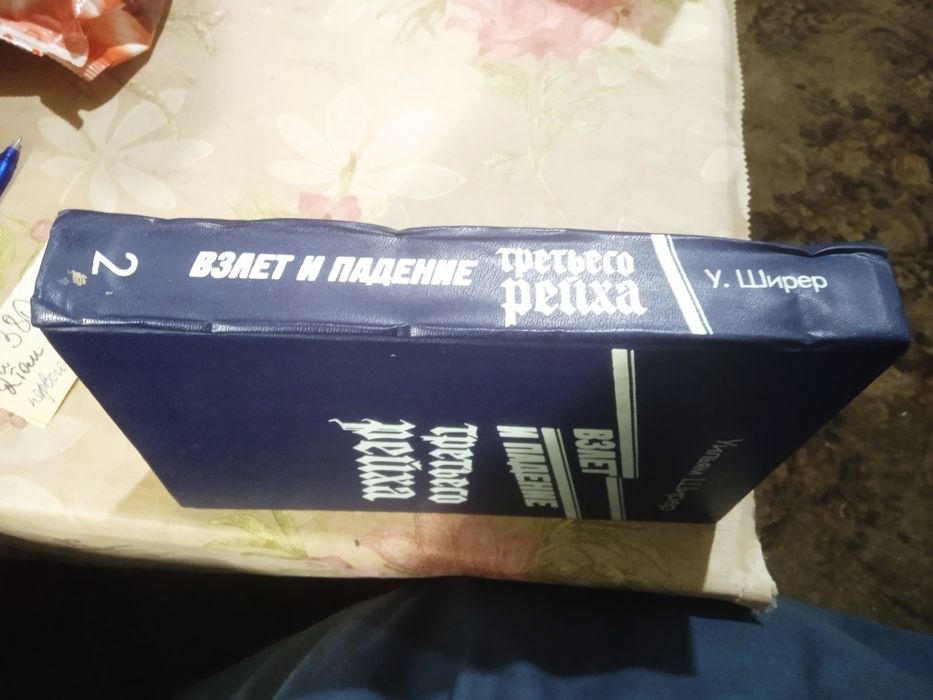 У. Ширер
ВЗЛЕТ И ПАДЕНИЕ
третьего
рейха
2
Уильям Ширер
ВЗЛЕТ
И ПАДЕНИЕ
третьего
рейха